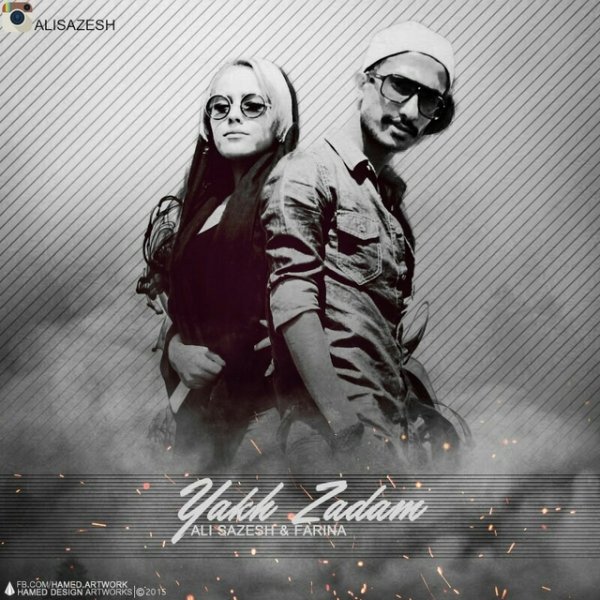 ALISAZESH
Yakh Zadam
ALI SAZESH & FARINA
FB.COM/HAMED.ARTWORK
HAMED DESIGN ARTWORKS|©2015